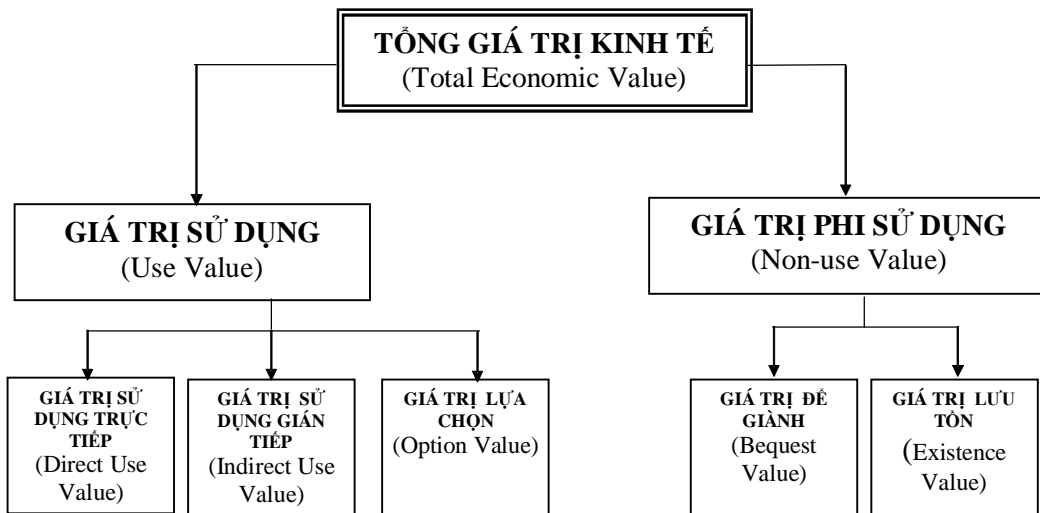 TỔNG GIÁ TRỊ KINH TẾ
(Total Economic Value)
GIÁ TRỊ SỬ DỤNG
(Use Value)
GIÁ TRỊ PHI SỬ DỤNG
(Non-use Value)
GIÁ TRỊ SỬ
DỤNG TRỰC
TIẾP
(Direct Use
Value)
GIÁ TRỊ SỬ
DỤNG GIÁN
TIẾP
(Indirect Use
Value)
GIÁ TRỊ LỰA
CHỌN
(Option Value)
GIÁ TRỊ ĐỂ
GIÀNH
(Bequest
Value)
GIÁ TRỊ LƯU
TỒN
(Existence
Value)